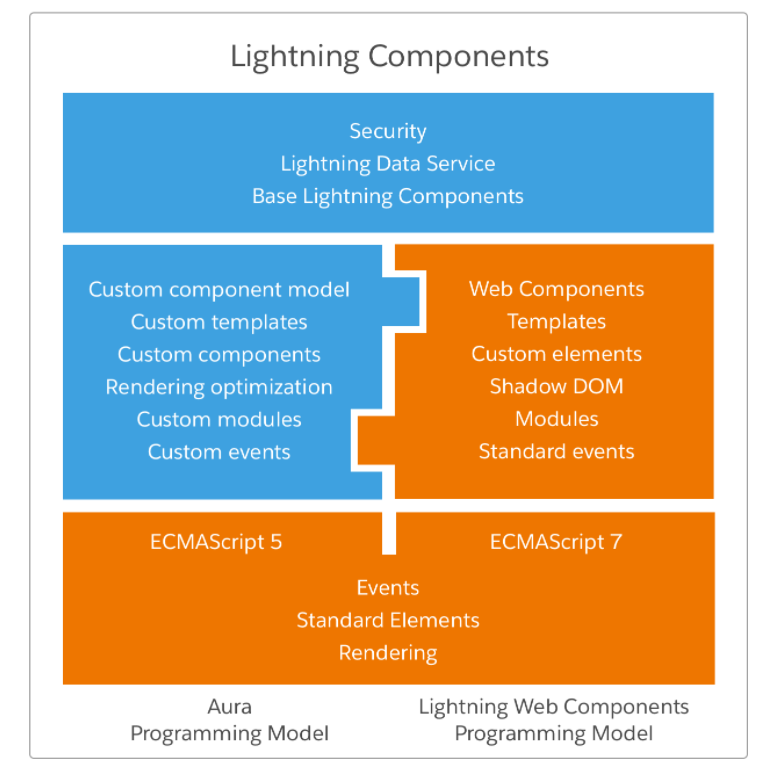 Lightning Components
Security
Lightning Data Service
Base Lightning Components
Custom component model
Custom templates
Custom components
Rendering optimization
Custom modules
Custom events
Web Components
Templates
Custom elements
Shadow DOM
Modules
Standard events
ECMAScript 5
ECMAScript 7
Events
Standard Elements
Rendering
Aura
Programming Model
Lightning Web Components
Programming Model